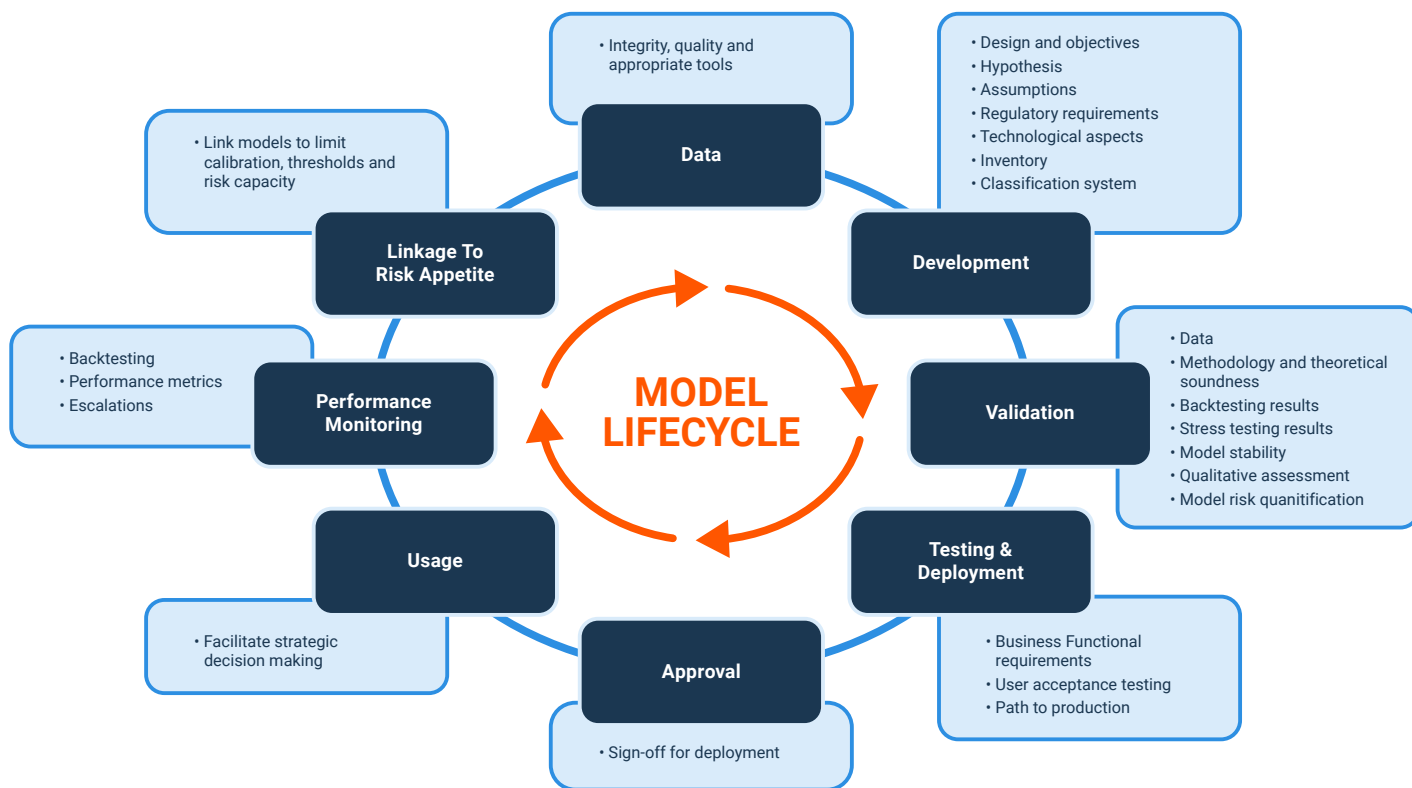 • Integrity, quality and
appropriate tools
Data
• Design and objectives
• Hypothesis
• Assumptions
• Regulatory requirements
• Technological aspects
• Inventory
• Classification system
Development
• Data
• Methodology and theoretical
soundness
• Backtesting results
• Stress testing results
• Model stability
• Qualitative assessment
• Model risk quanitification
Validation
Testing &
Deployment
• Business Functional
requirements
• User acceptance testing
• Path to production
Approval
• Sign-off for deployment
Usage
• Facilitate strategic
decision making
Performance
Monitoring
• Backtesting
• Performance metrics
• Escalations
• Link models to limit
calibration, thresholds and
risk capacity
Linkage To
Risk Appetite
MODEL
LIFECYCLE